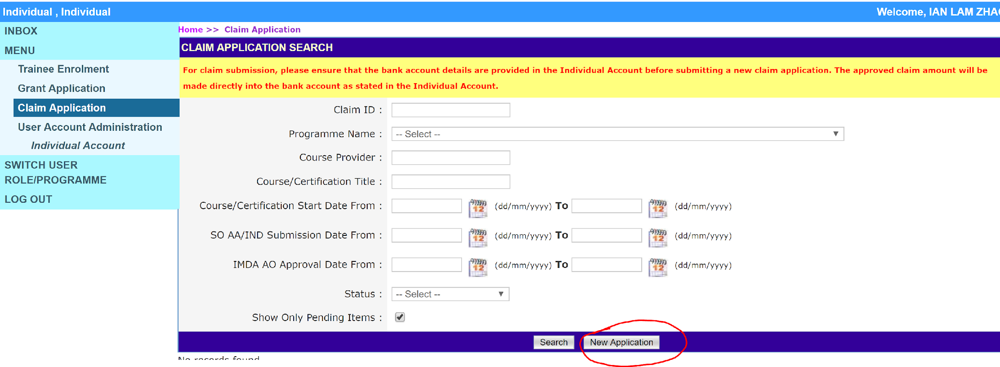 Individual , Individual
Welcome, IAN LAM
INBOX
MENU
Trainee Enrolment
Grant Application
Claim Application
User Account Administration
Individual Account
SWITCH USER
ROLE/PROGRAMME
LOG OUT
Home >> Claim Application
CLAIM APPLICATION SEARCH
For claim submission, please ensure that the bank account details are provided in the Individual Account before submitting a new claim application. The approved claim amount will be
made directly into the bank account as stated in the Individual Account.
Claim ID :
Programme Name : -- Select --
Course Provider :
Course/Certification Title :
Course/Certification Start Date From : 12 (dd/mm/yyyy) To 12 (dd/mm/yyyy)
SO AA/IND Submission Date From : 12 (dd/mm/yyyy) To 12 (dd/mm/yyyy)
IMDA AO Approval Date From : 12 (dd/mm/yyyy) To 12 (dd/mm/yyyy)
Status : -- Select --
Show Only Pending Items :
Search New Application
No records found